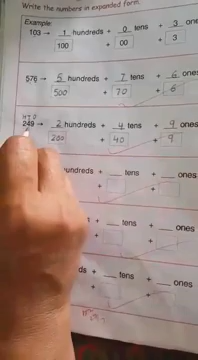 Write the numbers in expanded form.
Example:
103 → 1 hundreds + 0 tens + 3 ones
100 + 00 + 3
576 → 5 hundreds + 7 tens + 6 ones
500 + 70 + 6
H T O
249 → 2 hundreds + 4 tens + 9 ones
200 + 40 + 9
undreds + ___ tens + ___ ones
+ +
+ ___ tens + ___ ones
+ +
ds + ___ tens + ___ ones
+ +